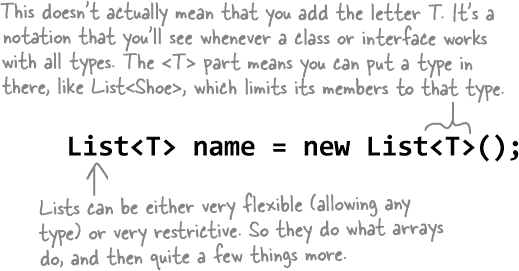 This doesn't actually mean that you add the letter T. It's a
notation that you'll see whenever a class or interface works
with all types. The <T> part means you can put a type in
there, like List<Shoe>, which limits its members to that type.
List<T> name = new List<T>();
Lists can be either very flexible (allowing any
type) or very restrictive. So they do what arrays
do, and then quite a few things more.